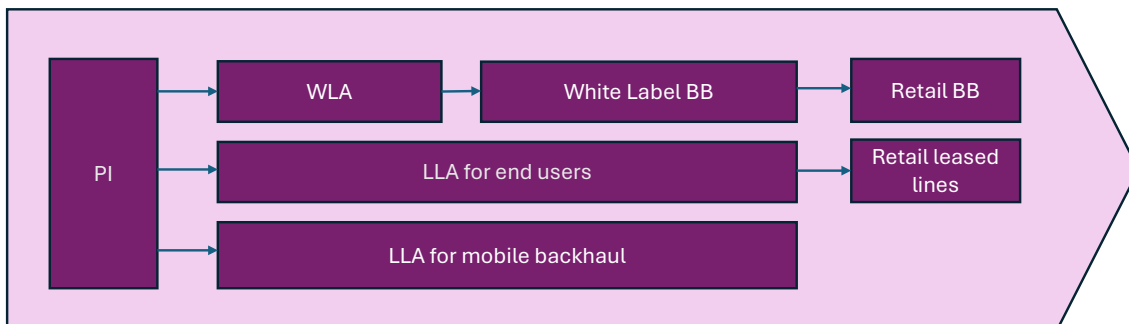 PI
WLA
White Label BB
Retail BB
LLA for end users
Retail leased
lines
LLA for mobile backhaul